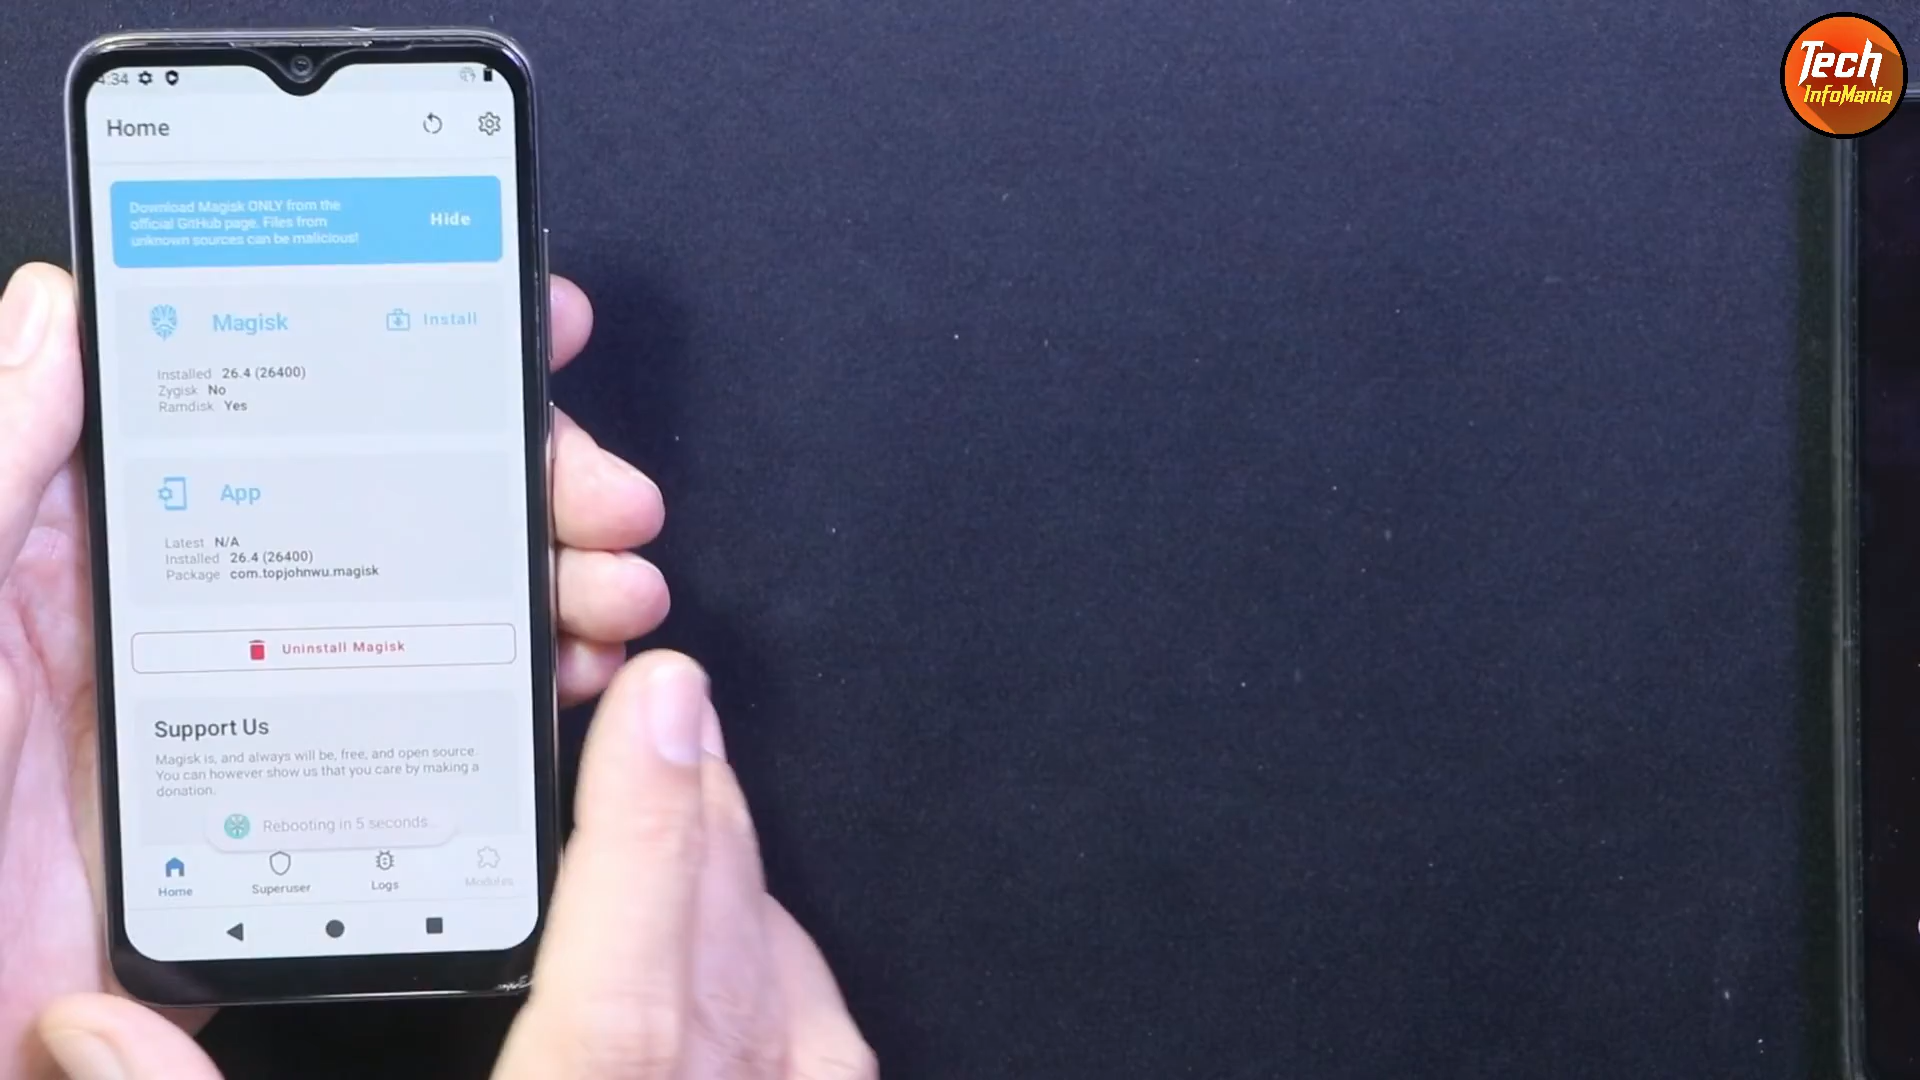 4:34
Home
Download Magisk ONLY from the
official GitHub page. Files from
unknown sources can be malicious!
Hide
Magisk
Install
Installed 26.4 (26400)
Zygisk No
Ramdisk Yes
App
Latest N/A
Installed 26.4 (26400)
Package com.topjohnwu.magisk
Uninstall Magisk
Support Us
Magisk is, and always will be, free, and open source.
You can however show us that you care by making a
donation.
Rebooting in 5 seconds...
Home
Superuser
Logs
Modules
Tech
InfoMania